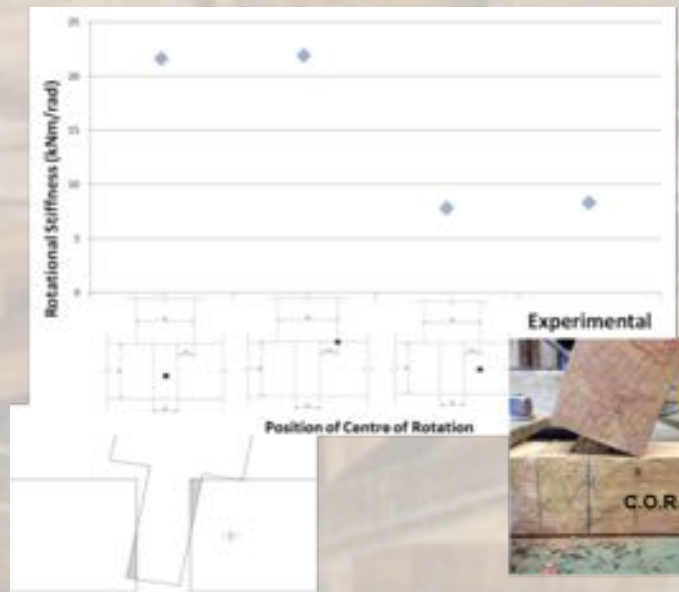 Rotational Stiffness (kNm/rad)
25
20
15
10
5
0
Experimental
Position of Centre of Rotation
C.O.R.